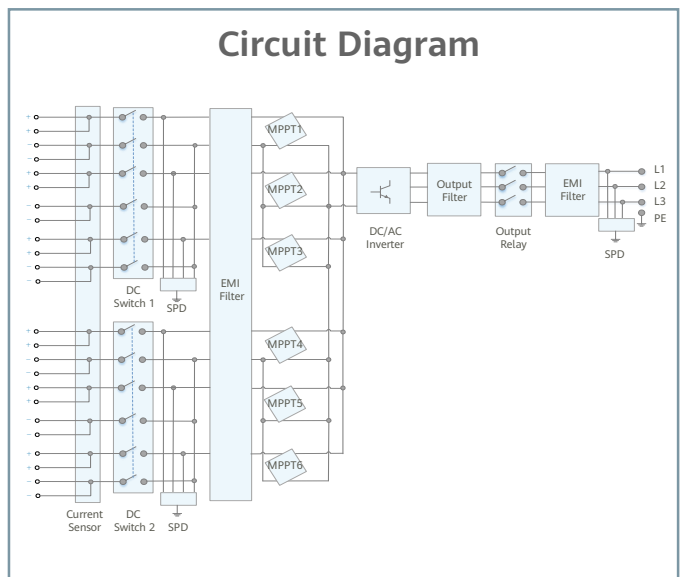 Circuit Diagram
+
+
−
−
+
+
−
−
+
+
−
−
MPPT1
MPPT2
MPPT3
DC
Switch 1
SPD
EMI
Filter
DC/AC
Inverter
Output
Filter
Output
Relay
EMI
Filter
L1
L2
L3
PE
SPD
+
+
−
−
+
+
−
−
+
+
−
−
MPPT4
MPPT5
MPPT6
Current
Sensor
DC
Switch 2
SPD